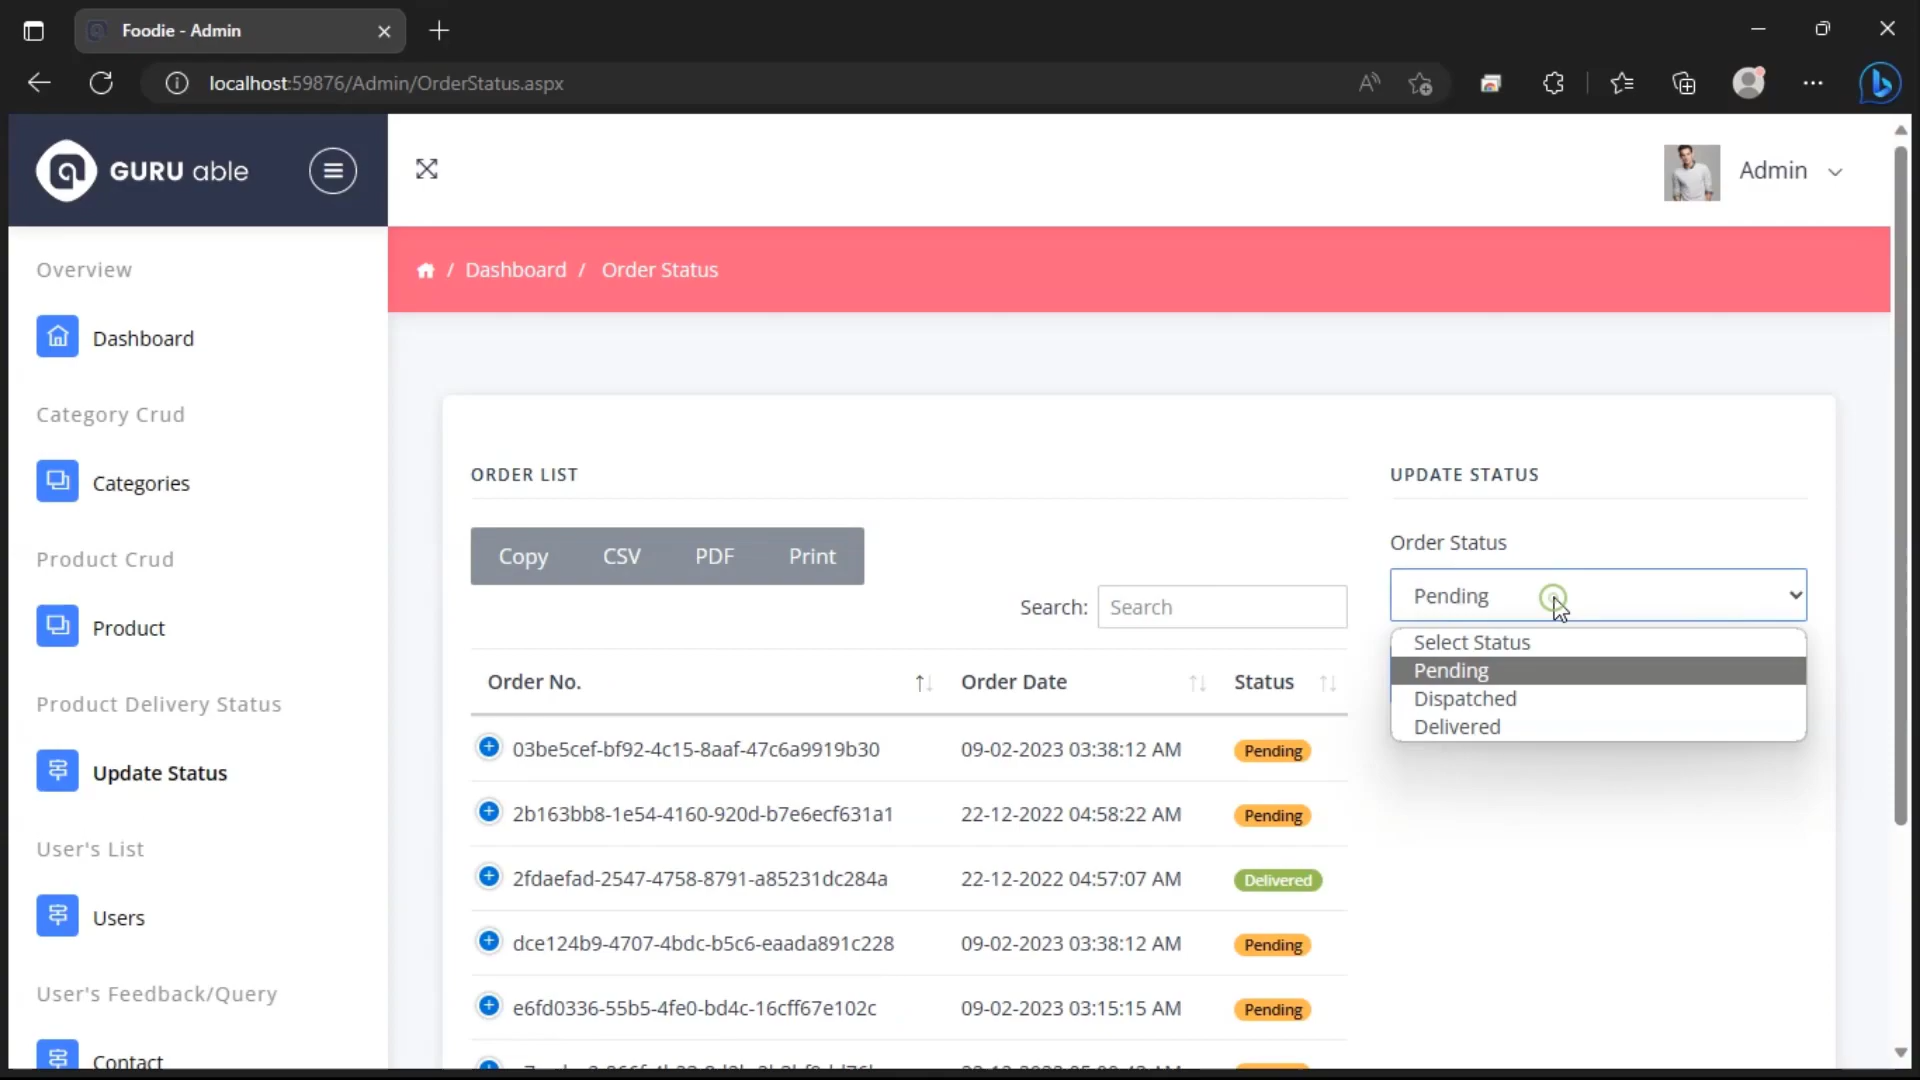 Foodie - Admin
localhost:59876/Admin/OrderStatus.aspx
GURU able
Admin
/ Dashboard / Order Status
Overview
Dashboard
Category Crud
Categories
Product Crud
Product
Product Delivery Status
Update Status
User's List
Users
User's Feedback/Query
Contact
ORDER LIST
Copy CSV PDF Print
Search: Search
Order No. Order Date Status
03be5cef-bf92-4c15-8aaf-47c6a9919b30 09-02-2023 03:38:12 AM Pending
2b163bb8-1e54-4160-920d-b7e6ecf631a1 22-12-2022 04:58:22 AM Pending
2fdaefad-2547-4758-8791-a85231dc284a 22-12-2022 04:57:07 AM Delivered
dce124b9-4707-4bdc-b5c6-eaada891c228 09-02-2023 03:38:12 AM Pending
e6fd0336-55b5-4fe0-bd4c-16cff67e102c 09-02-2023 03:15:15 AM Pending
UPDATE STATUS
Order Status
Pending
Select Status
Pending
Dispatched
Delivered